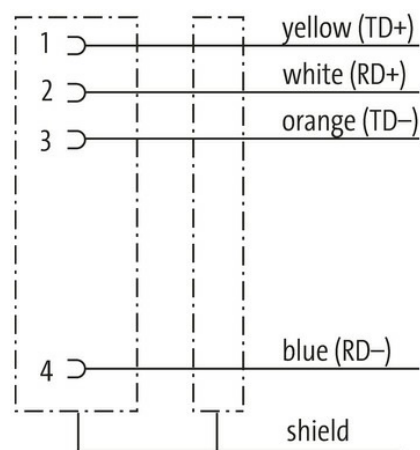 1 yellow (TD+)
2 white (RD+)
3 orange (TD–)
4 blue (RD–)
shield